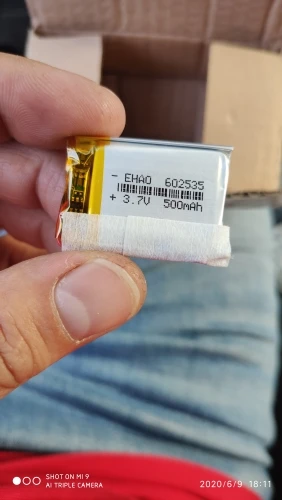 - EHAO 602535
+ 3.7V 500mAh
SHOT ON MI 9
AI TRIPLE CAMERA
2020/6/9 18:11